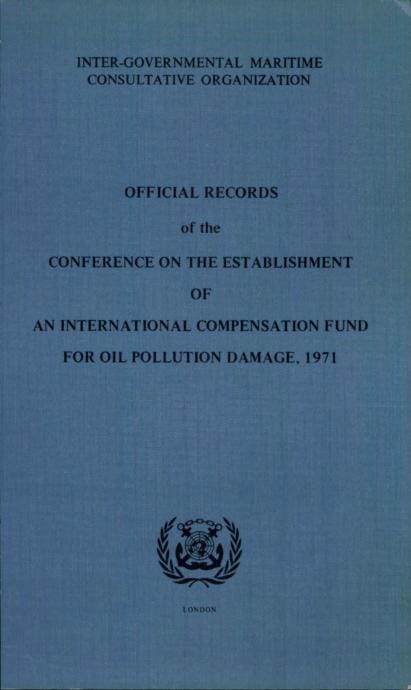 INTER-GOVERNMENTAL MARITIME
CONSULTATIVE ORGANIZATION
OFFICIAL RECORDS
of the
CONFERENCE ON THE ESTABLISHMENT
OF
AN INTERNATIONAL COMPENSATION FUND
FOR OIL POLLUTION DAMAGE, 1971
LONDON